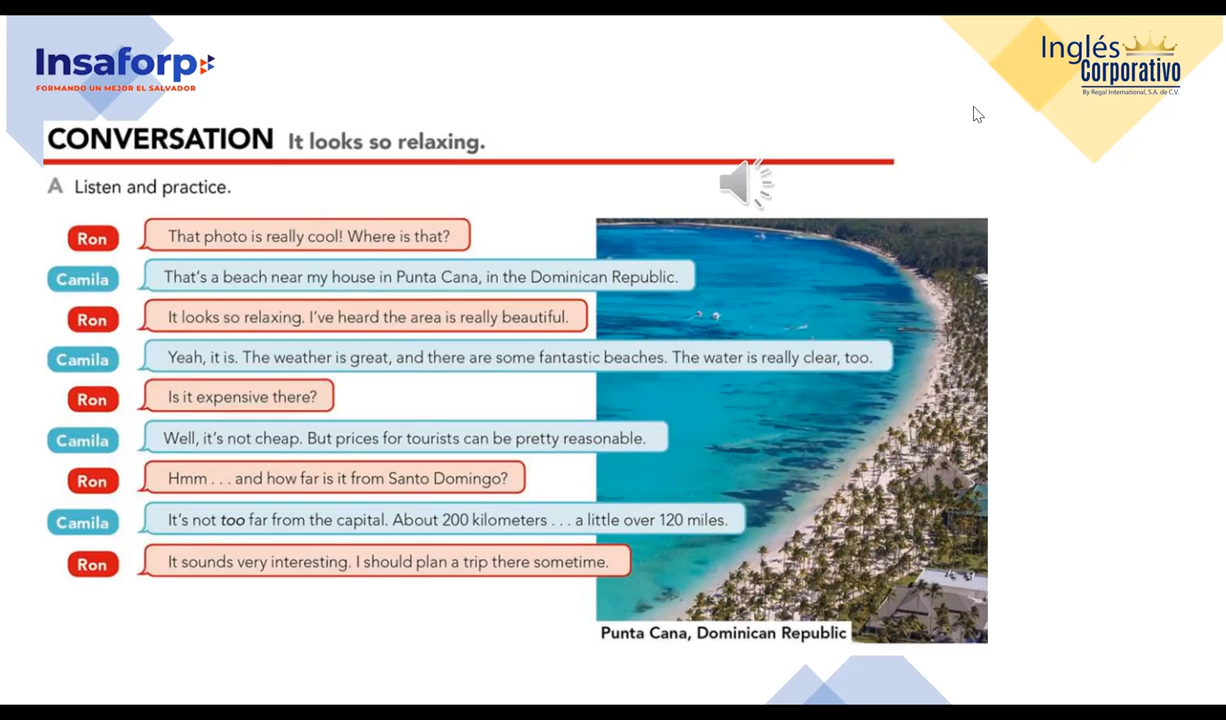 Insaforp
FORMANDO UN MEJOR EL SALVADOR
Inglés
Corporativo
By Regal International, S.A. de C.V.
CONVERSATION It looks so relaxing.
A Listen and practice.
Ron That photo is really cool! Where is that?
Camila That's a beach near my house in Punta Cana, in the Dominican Republic.
Ron It looks so relaxing. I've heard the area is really beautiful.
Camila Yeah, it is. The weather is great, and there are some fantastic beaches. The water is really clear, too.
Ron Is it expensive there?
Camila Well, it's not cheap. But prices for tourists can be pretty reasonable.
Ron Hmm . . . and how far is it from Santo Domingo?
Camila It's not too far from the capital. About 200 kilometers . . . a little over 120 miles.
Ron It sounds very interesting. I should plan a trip there sometime.
Punta Cana, Dominican Republic